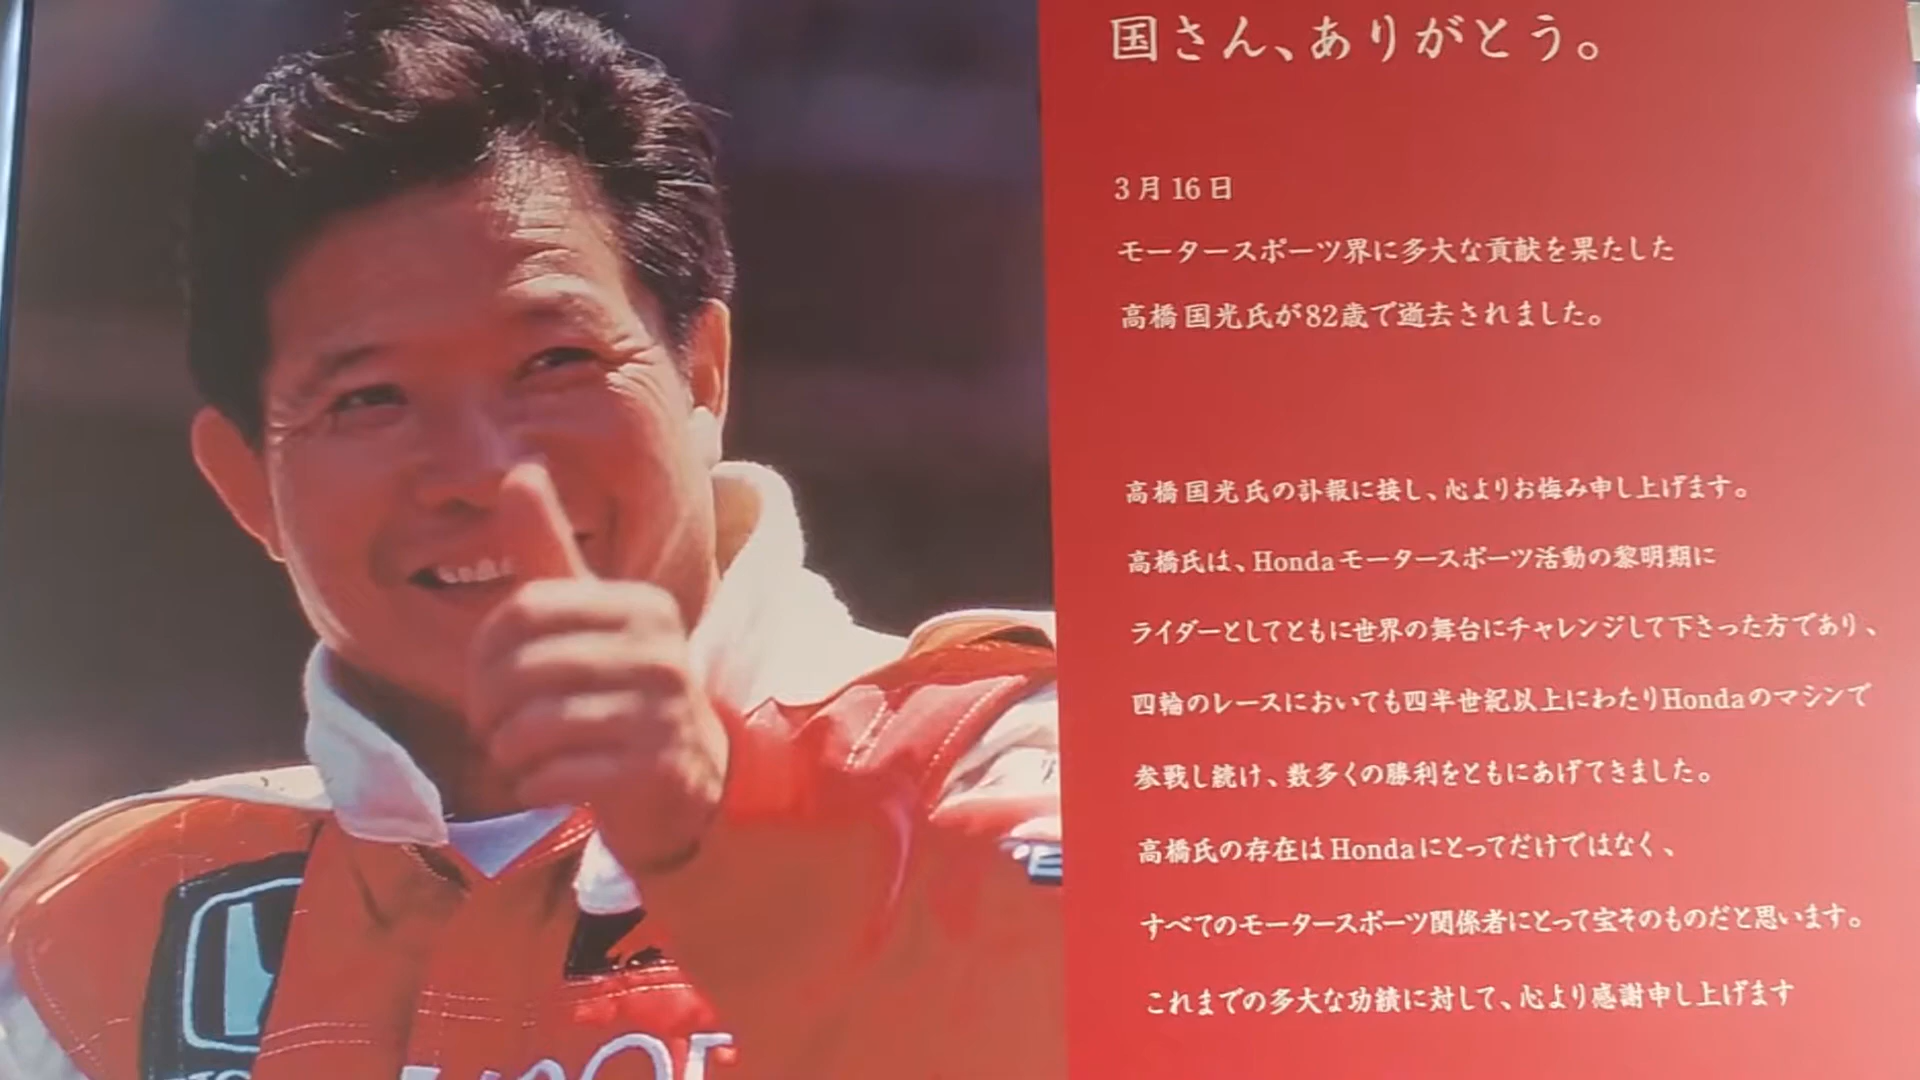 国さん、ありがとう。
3月16日
モータースポーツ界に多大な貢献を果たした
高橋国光氏が82歳で逝去されました。
高橋国光氏の訃報に接し、心よりお悔み申し上げます。
高橋氏は、Hondaモータースポーツ活動の黎明期に
ライダーとしてともに世界の舞台にチャレンジして下さった方であり、
四輪のレースにおいても四半世紀以上にわたりHondaのマシンで
参戦し続け、数多くの勝利をともにあげてきました。
高橋氏の存在はHondaにとってだけではなく、
すべてのモータースポーツ関係者にとって宝そのものだと思います。
これまでの多大な功績に対して、心より感謝申し上げます